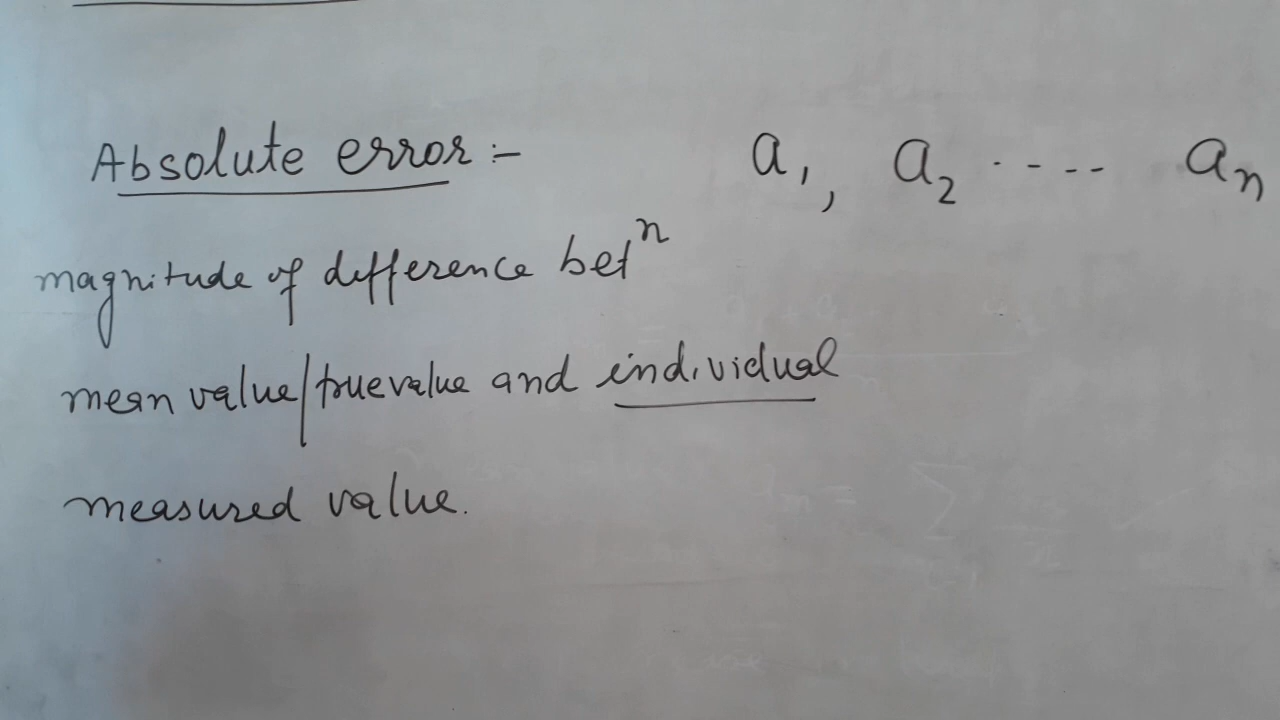 Absolute error :- a₁, a₂ ..---- aₙ
magnitude of difference betⁿ
mean value/true value and individual
measured value.